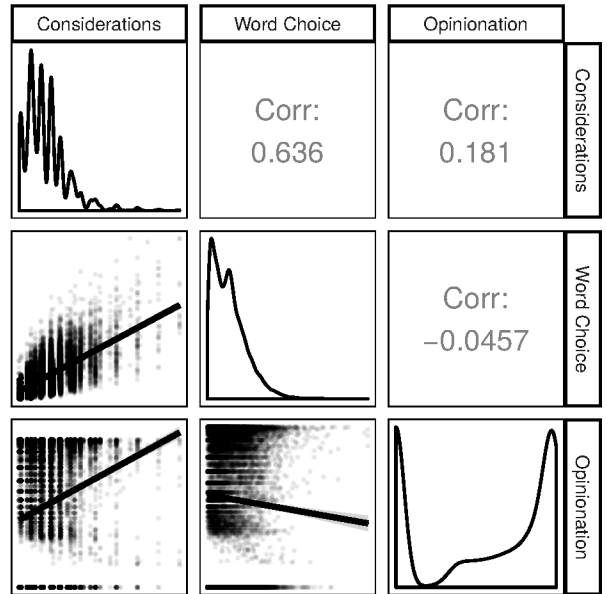 Considerations
Word Choice
Opinionation
Corr:
0.636
Corr:
0.181
Considerations
Corr:
−0.0457
Word Choice
Opinionation